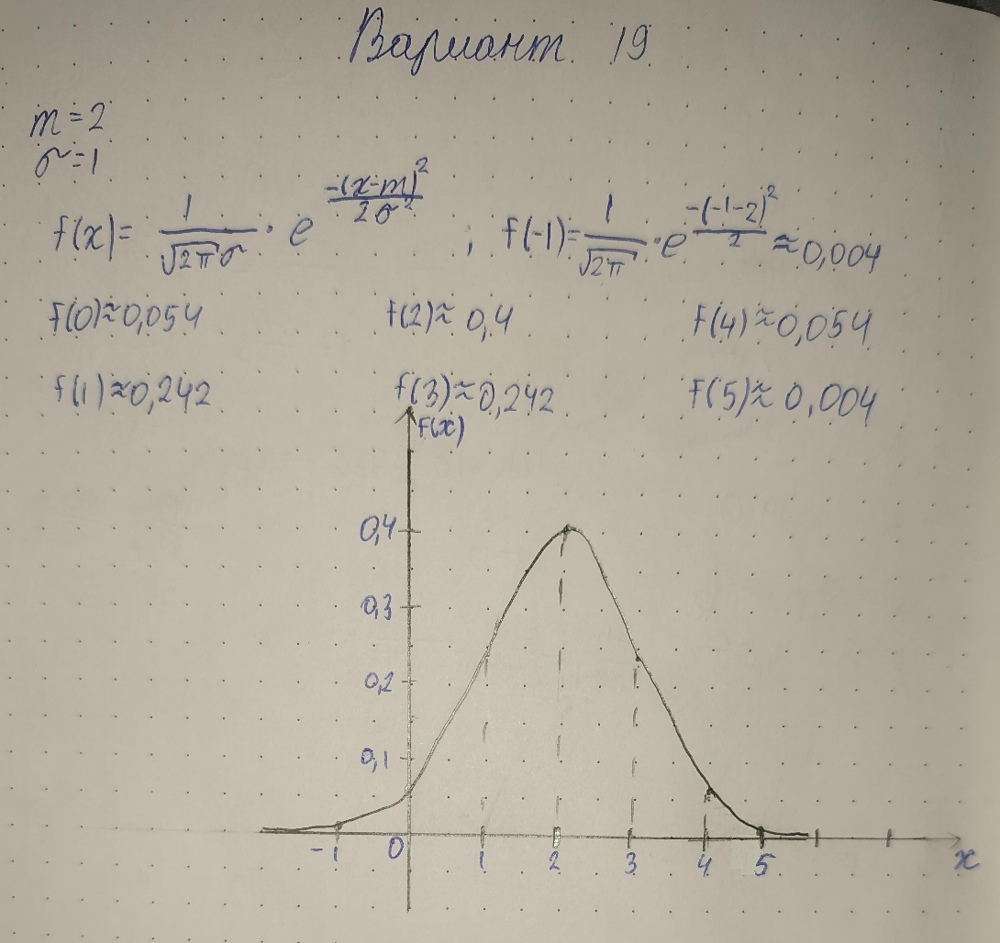 Вариант 19
m = 2
σ = 1
f(x) = 1/(√2π σ) · e^(-(x-m)²/(2σ²)) ; f(-1) = 1/√2π · e^(-(-1-2)²/2) ≈ 0,004
f(0) ≈ 0,054 f(2) ≈ 0,4 f(4) ≈ 0,054
f(1) ≈ 0,242 f(3) ≈ 0,242 f(5) ≈ 0,004
f(x)
0,4
0,3
0,2
0,1
-1 0 1 2 3 4 5 x